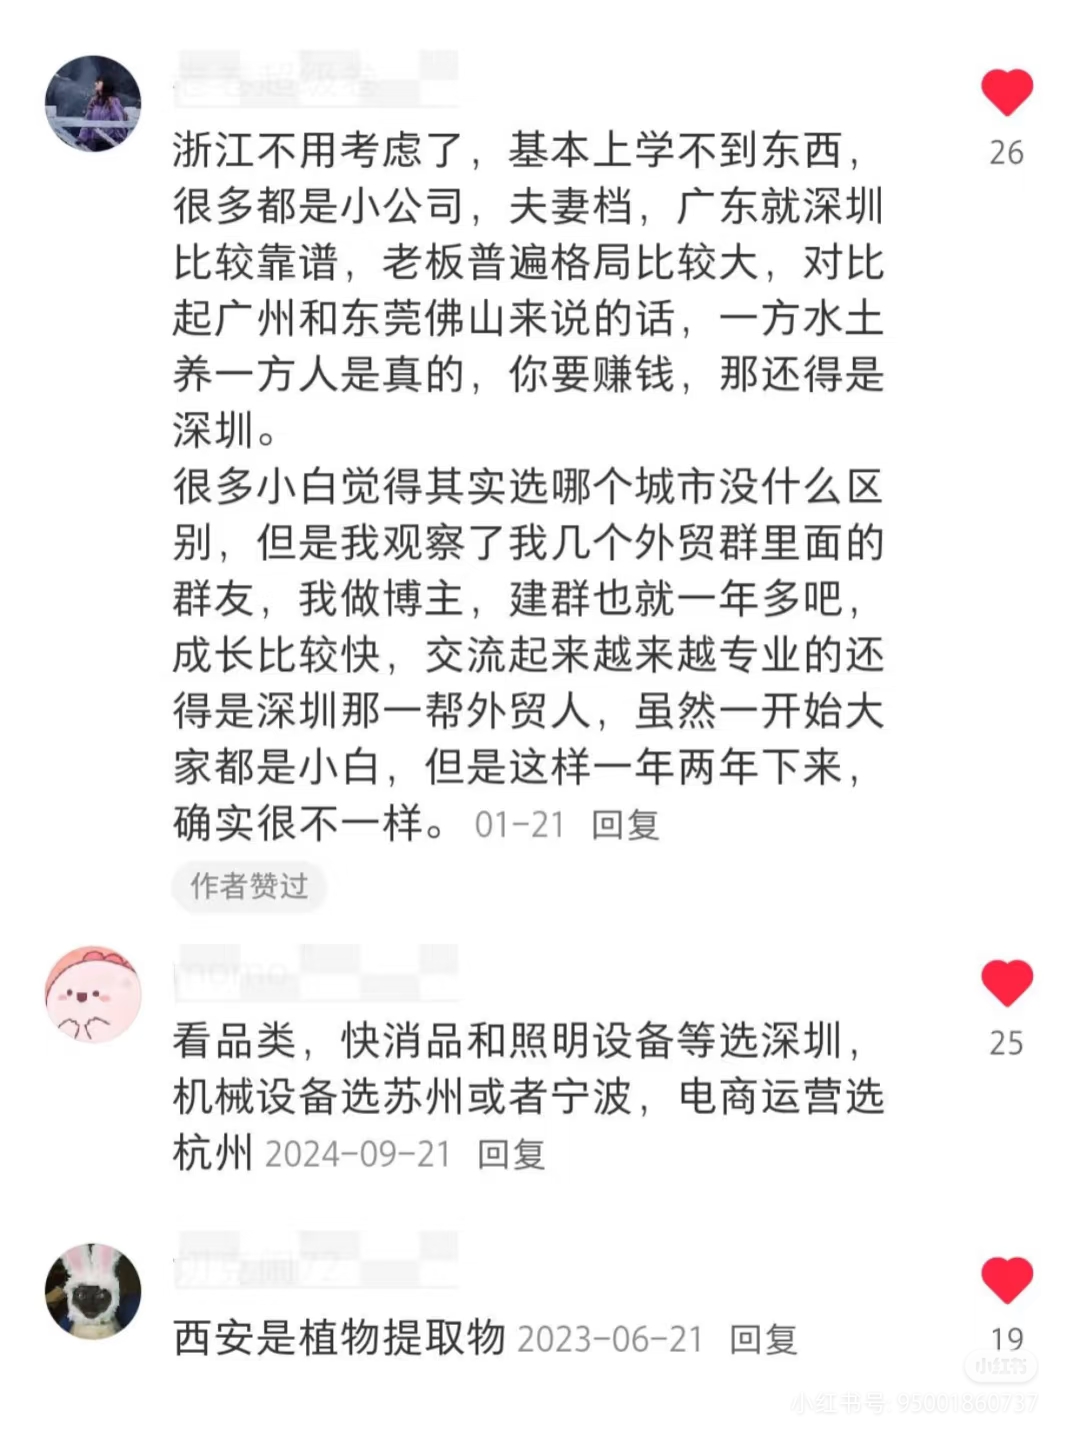 浙江不用考虑了，基本上学不到东西，
26
很多都是小公司，夫妻档，广东就深圳
比较靠谱，老板普遍格局比较大，对比
起广州和东莞佛山来说的话，一方水土
养一方人是真的，你要赚钱，那还得是
深圳。
很多小白觉得其实选哪个城市没什么区
别，但是我观察了我几个外贸群里面的
群友，我做博主，建群也就一年多吧，
成长比较快，交流起来越来越专业的还
得是深圳那一帮外贸人，虽然一开始大
家都是小白，但是这样一年两年下来，
确实很不一样。 01-21 回复
作者赞过
momo
看品类，快消品和照明设备等选深圳，
25
机械设备选苏州或者宁波，电商运营选
杭州 2024-09-21 回复
西安是植物提取物 2023-06-21 回复
19
小红书
小红书号: 95001860737